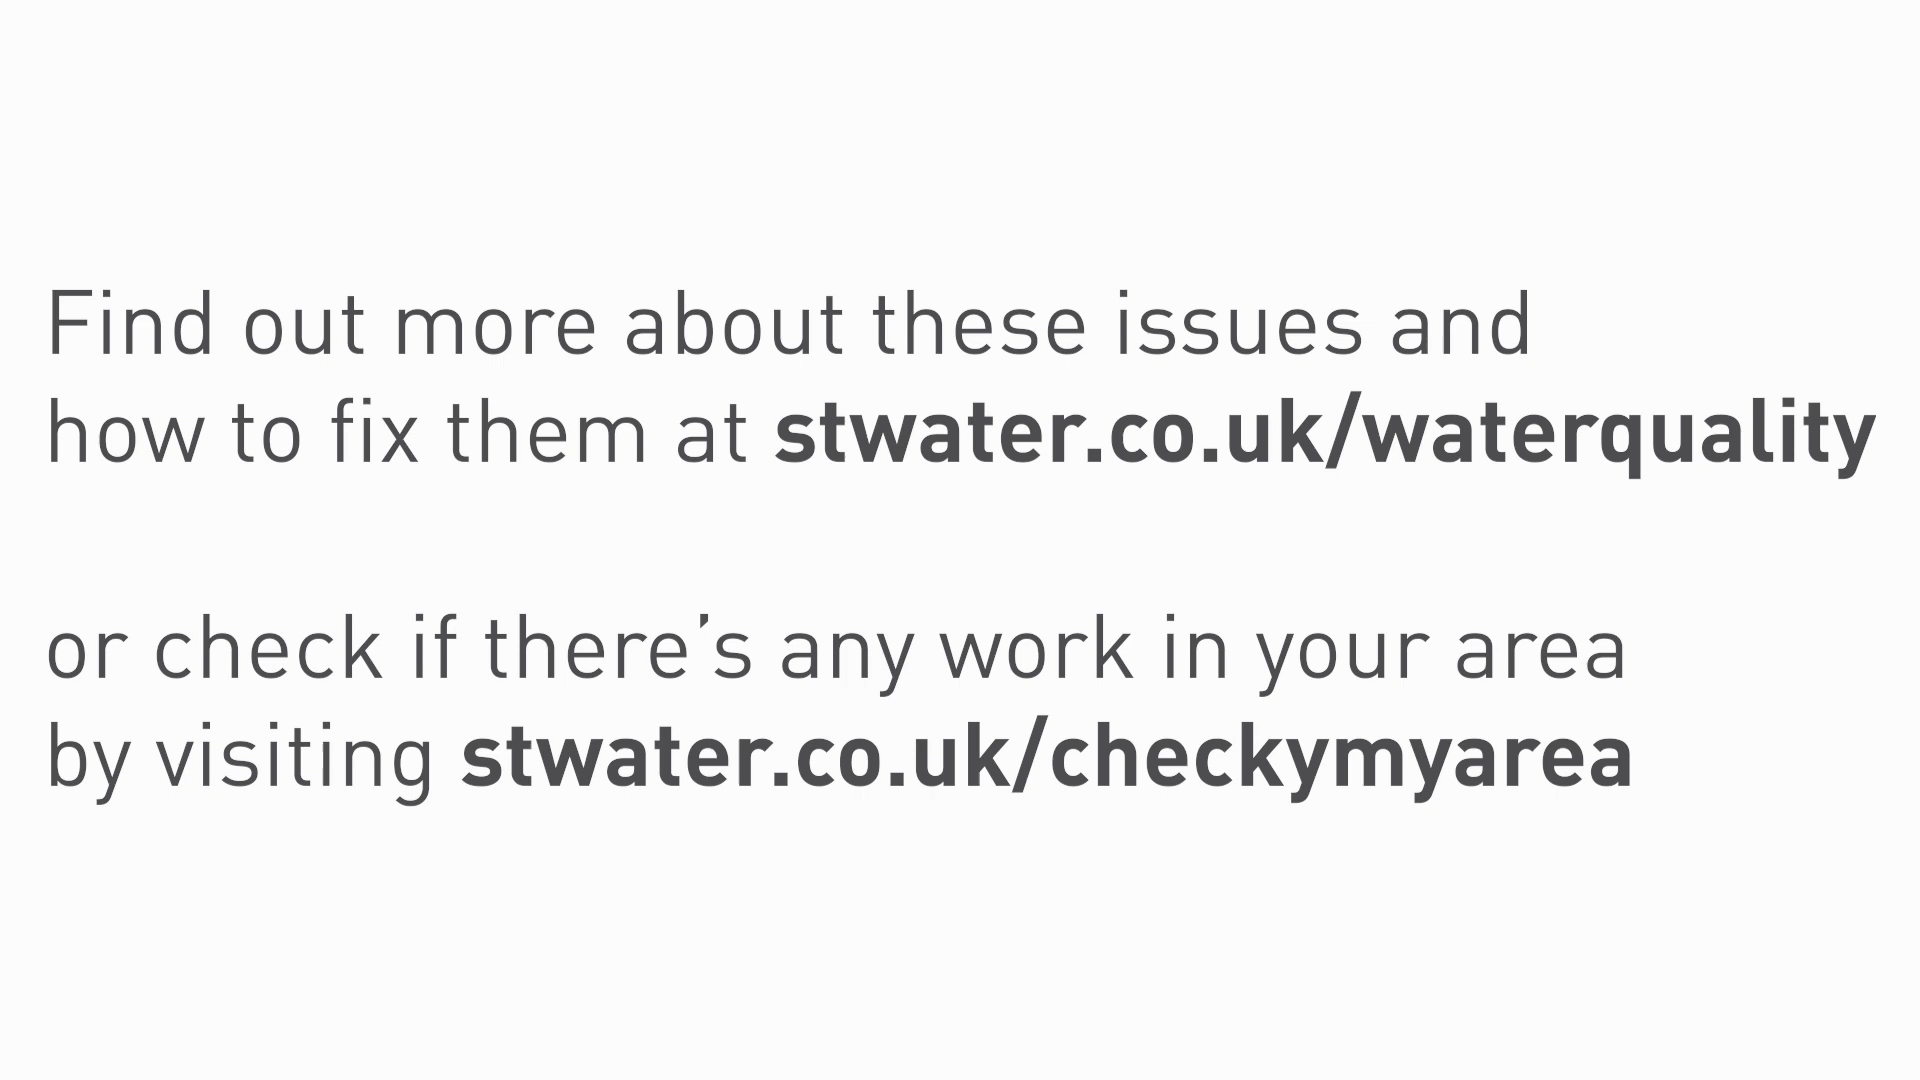 Find out more about these issues and
how to fix them at stwater.co.uk/waterquality
or check if there’s any work in your area
by visiting stwater.co.uk/checkymyarea